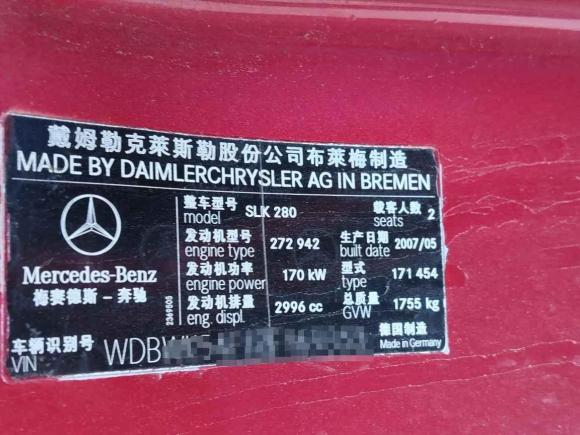 戴姆勒克莱斯勒股份公司布莱梅制造
MADE BY DAIMLERCHRYSLER AG IN BREMEN
整车型号 model SLK 280 载客人数 seats 2
发动机型号 engine type 272 942 生产日期 built date 2007/05
发动机功率 engine power 170 kW 型式 type 171 454
发动机排量 eng. displ. 2996 cc 总质量 GVW 1755 kg
Mercedes-Benz
梅赛德斯－奔驰
德国制造
Made in Germany
车辆识别号 VIN WDB